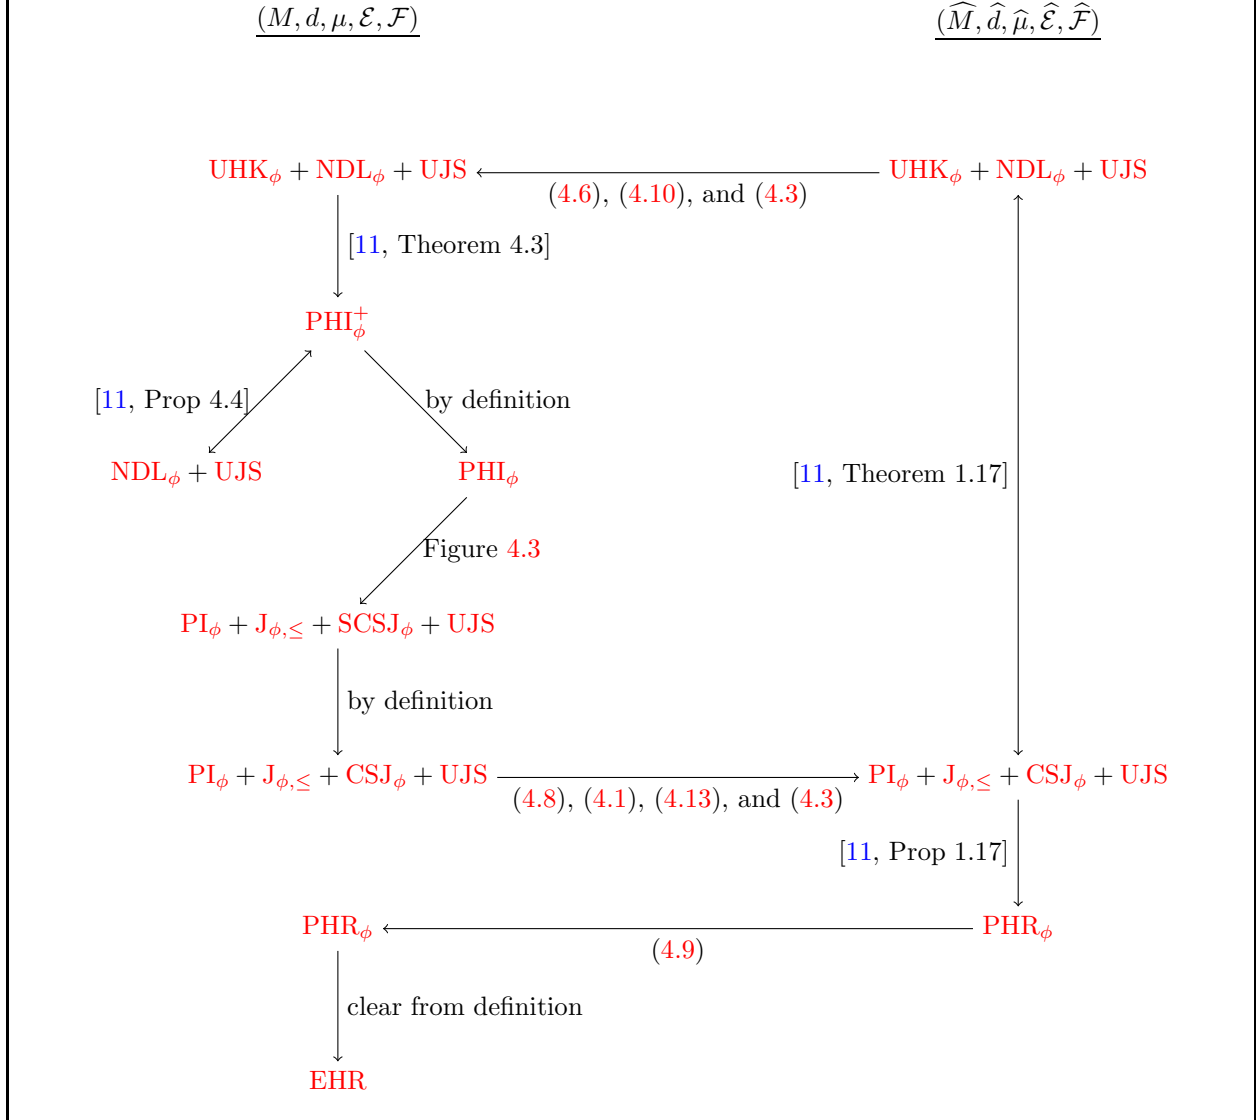 (M, d, μ, ℰ, ℱ) (M̂, d̂, μ̂, ℰ̂, ℱ̂)
UHK_ϕ + NDL_ϕ + UJS UHK_ϕ + NDL_ϕ + UJS
(4.6), (4.10), and (4.3)
[11, Theorem 4.3]
PHI⁺_ϕ
[11, Prop 4.4] by definition
NDL_ϕ + UJS PHI_ϕ [11, Theorem 1.17]
Figure 4.3
PI_ϕ + J_ϕ,≤ + SCSJ_ϕ + UJS
by definition
PI_ϕ + J_ϕ,≤ + CSJ_ϕ + UJS PI_ϕ + J_ϕ,≤ + CSJ_ϕ + UJS
(4.8), (4.1), (4.13), and (4.3)
[11, Prop 1.17]
PHR_ϕ PHR_ϕ
(4.9)
clear from definition
EHR